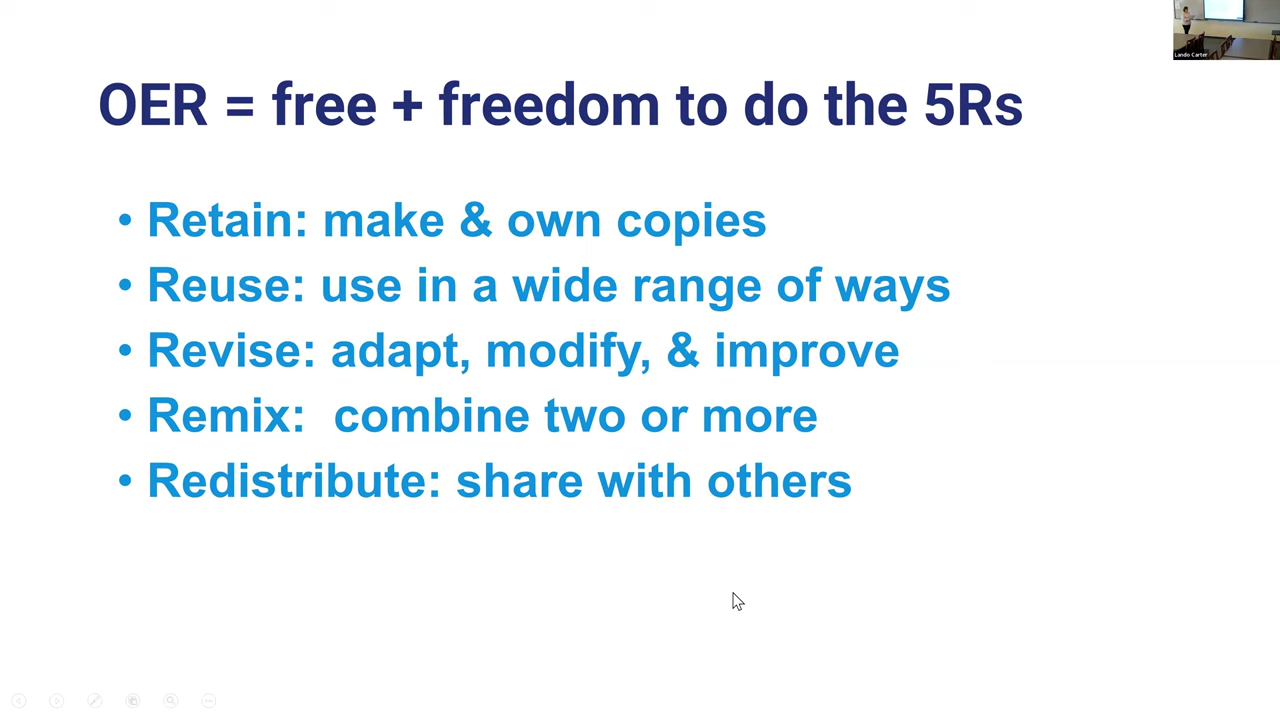 Lando Carter
OER = free + freedom to do the 5Rs
• Retain: make & own copies
• Reuse: use in a wide range of ways
• Revise: adapt, modify, & improve
• Remix:  combine two or more
• Redistribute: share with others